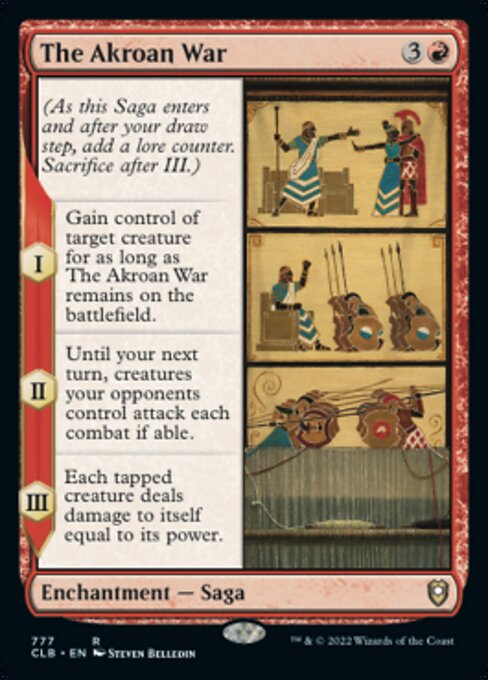 The Akroan War 3
(As this Saga enters
and after your draw
step, add a lore counter.
Sacrifice after III.)
I
Gain control of
target creature
for as long as
The Akroan War
remains on the
battlefield.
II
Until your next
turn, creatures
your opponents
control attack each
combat if able.
III
Each tapped
creature deals
damage to itself
equal to its power.
Enchantment — Saga
777 R
CLB • EN Steven Belledin
™ & © 2022 Wizards of the Coast